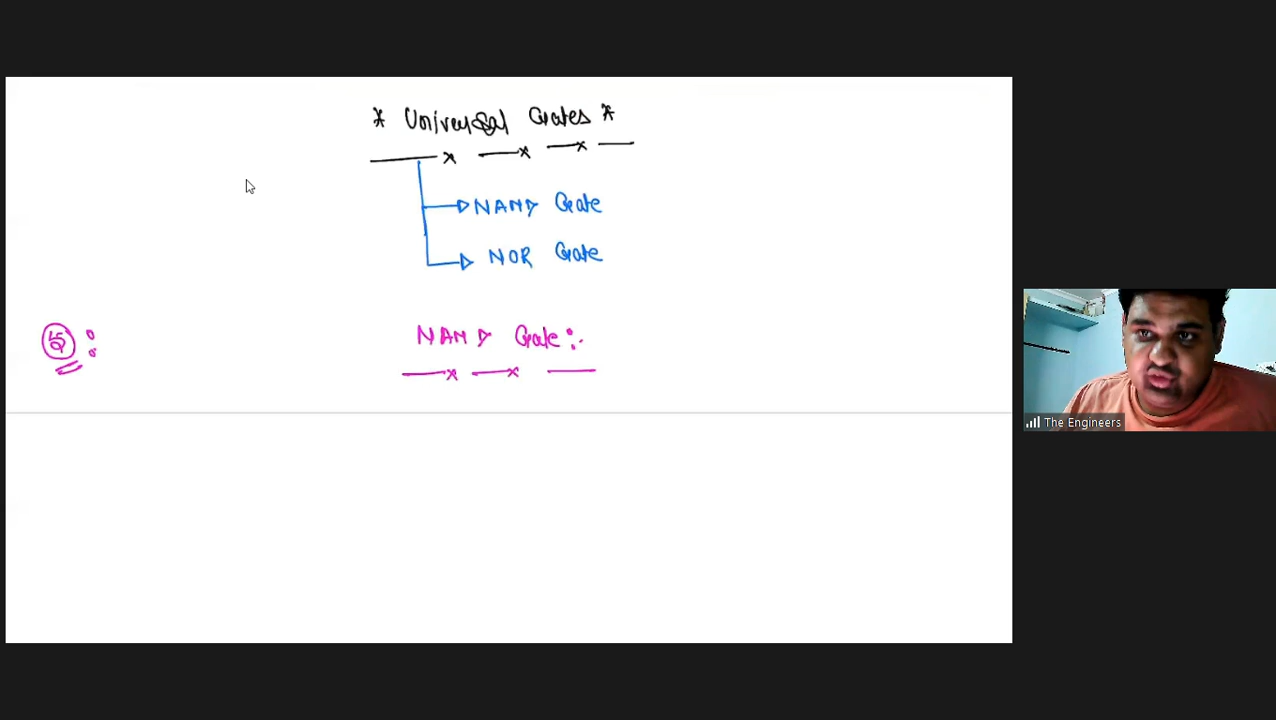 * Universal Gates *
NAND Gate
NOR Gate
5 :
NAND Gate :-
The Engineers